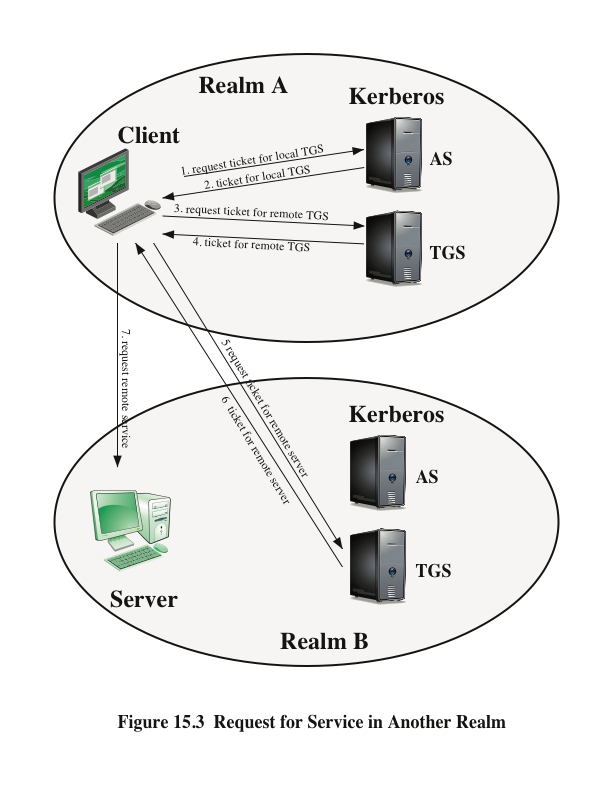 Realm A
Kerberos
Client
1. request ticket for local TGS
AS
2. ticket for local TGS
3. request ticket for remote TGS
4. ticket for remote TGS
TGS
5 request ticket for remote server
6 ticket for remote server
7. request remote service
Kerberos
AS
TGS
Server
Realm B
Figure 15.3 Request for Service in Another Realm